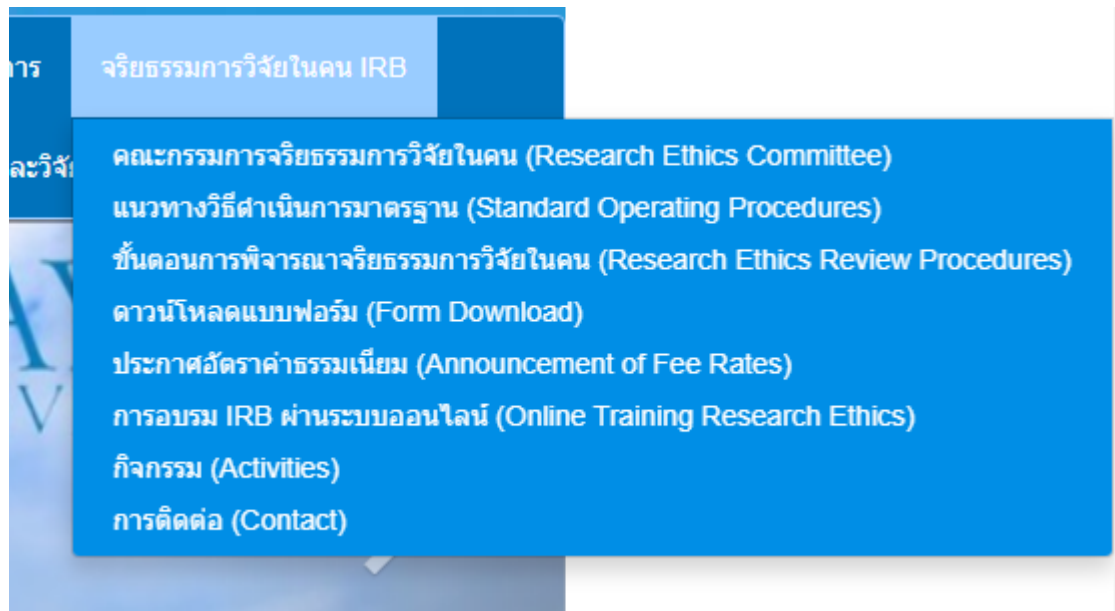 การ
จริยธรรมการวิจัยในคน IRB
คณะกรรมการจริยธรรมการวิจัยในคน (Research Ethics Committee)
แนวทางวิธีดำเนินการมาตรฐาน (Standard Operating Procedures)
ขั้นตอนการพิจารณาจริยธรรมการวิจัยในคน (Research Ethics Review Procedures)
ดาวน์โหลดแบบฟอร์ม (Form Download)
ประกาศอัตราค่าธรรมเนียม (Announcement of Fee Rates)
การอบรม IRB ผ่านระบบออนไลน์ (Online Training Research Ethics)
กิจกรรม (Activities)
การติดต่อ (Contact)